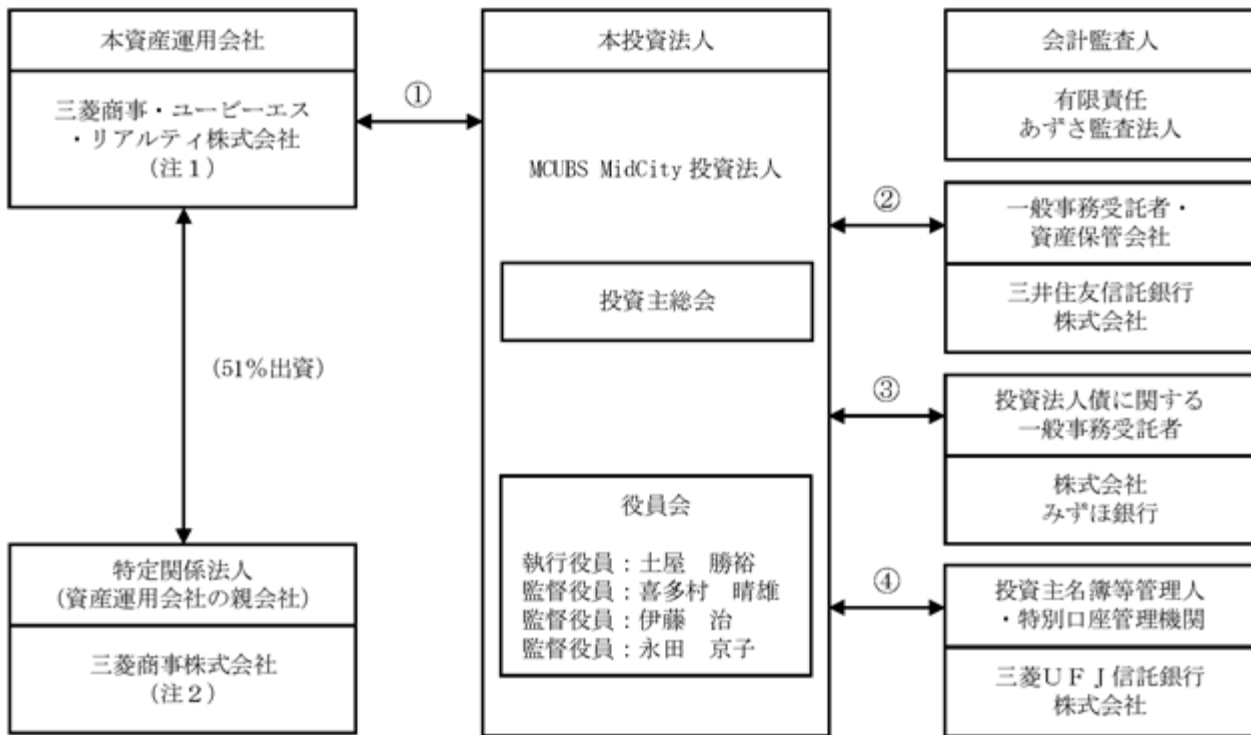 本資産運用会社
三菱商事・ユービーエス
・リアルティ株式会社
(注1)
①
(51%出資)
特定関係法人
(資産運用会社の親会社)
三菱商事株式会社
(注2)
本投資法人
MCUBS MidCity 投資法人
投資主総会
役員会
執行役員：土屋　勝裕
監督役員：喜多村　晴雄
監督役員：伊藤　治
監督役員：永田　京子
会計監査人
有限責任
あずさ監査法人
②
一般事務受託者・
資産保管会社
三井住友信託銀行
株式会社
③
投資法人債に関する
一般事務受託者
株式会社
みずほ銀行
④
投資主名簿等管理人
・特別口座管理機関
三菱ＵＦＪ信託銀行
株式会社